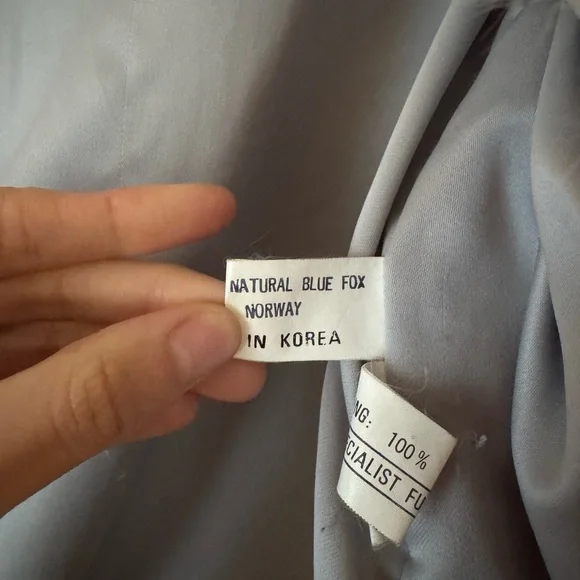 NATURAL BLUE FOX
NORWAY
IN KOREA
NG: 100%
CIALIST FU